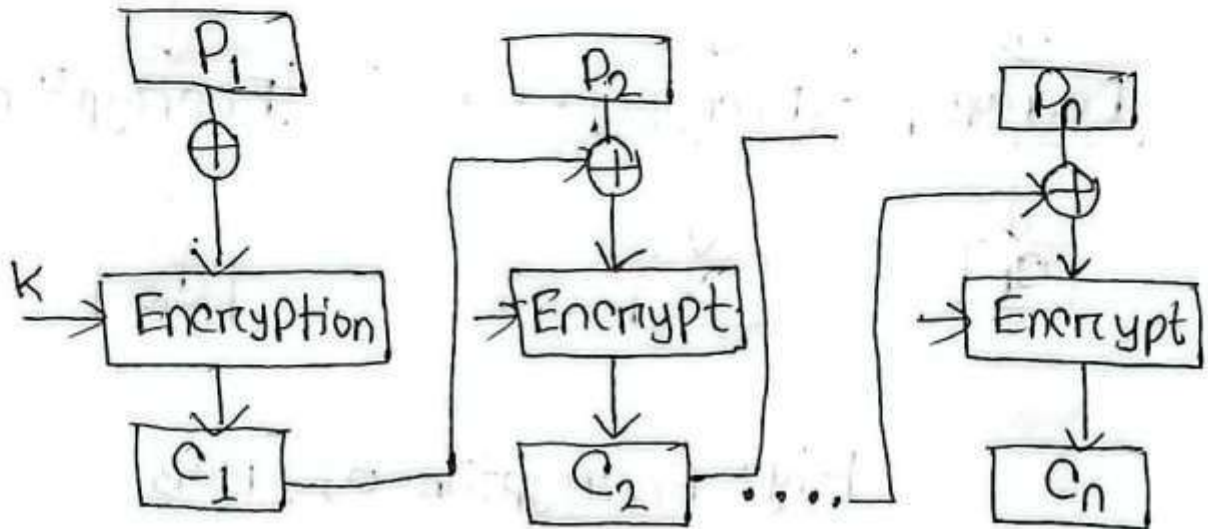 P1 P2 Pn
K
Encryption Encrypt Encrypt
C1 C2 .... Cn